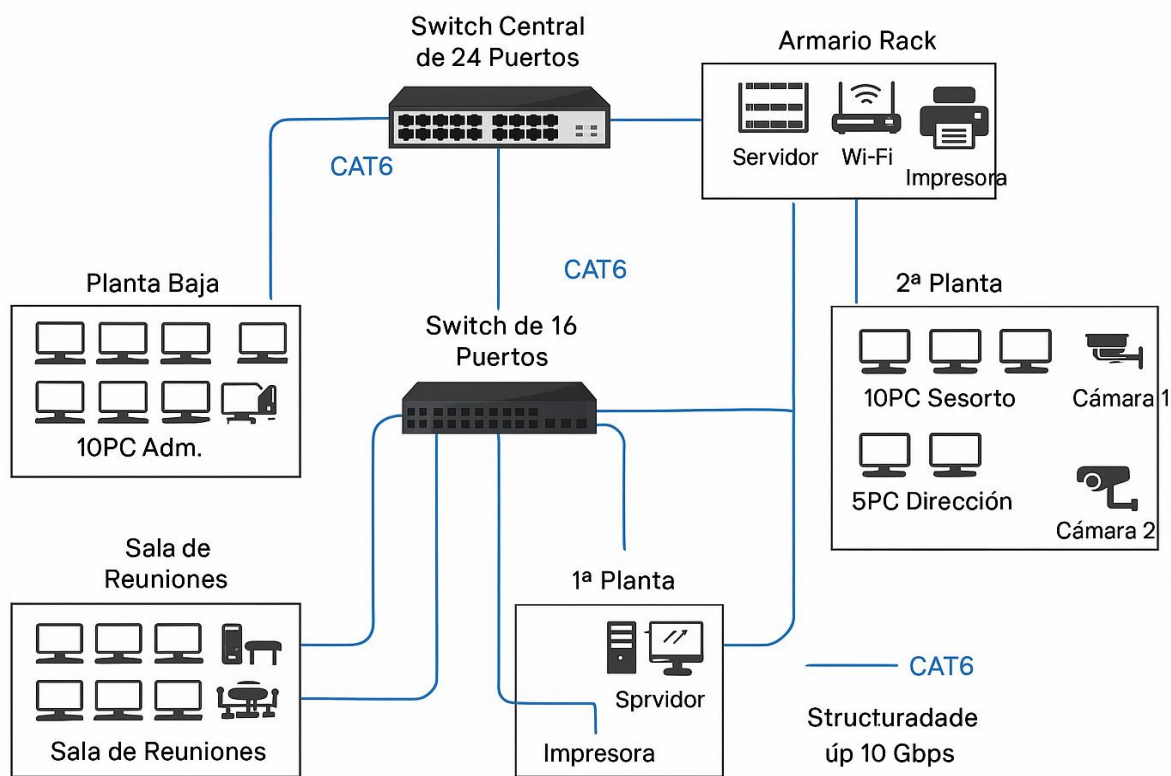 Switch Central
de 24 Puertos
Armario Rack
Servidor
Wi-Fi
Impresora
CAT6
CAT6
Planta Baja
10PC Adm.
Switch de 16
Puertos
2ª Planta
10PC Sesorto
Cámara 1
5PC Dirección
Cámara 2
Sala de
Reuniones
Sala de Reuniones
1ª Planta
Sprvidor
Impresora
CAT6
Structuradade
úp 10 Gbps